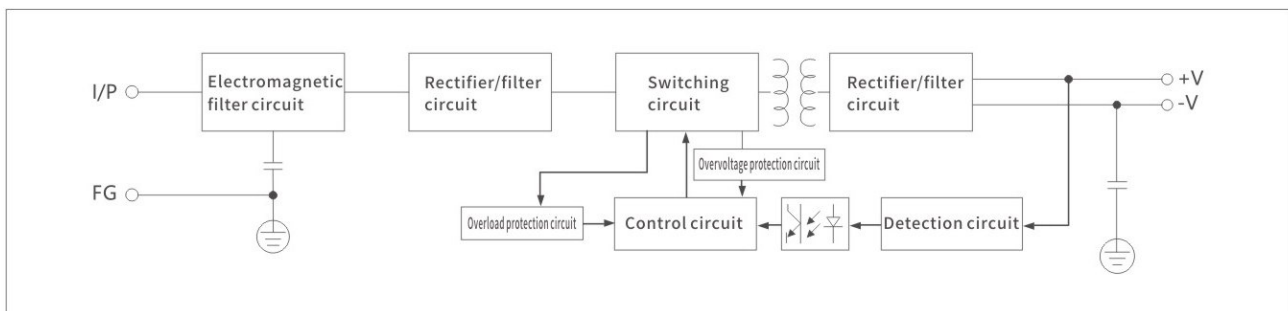 I/P
Electromagnetic
filter circuit
Rectifier/filter
circuit
Switching
circuit
Rectifier/filter
circuit
+V
-V
Overvoltage protection circuit
FG
Overload protection circuit
Control circuit
Detection circuit